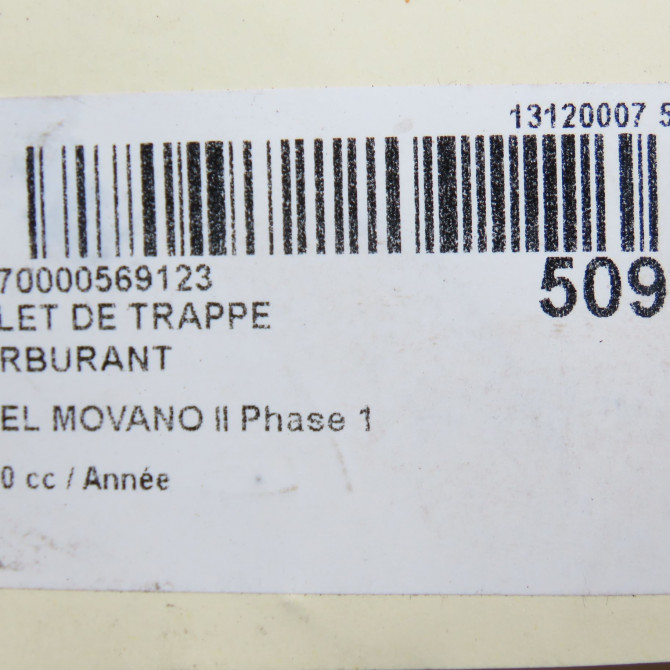 13120007 5
70000569123
509
LET DE TRAPPE
RBURANT
EL MOVANO II Phase 1
0 cc / Année